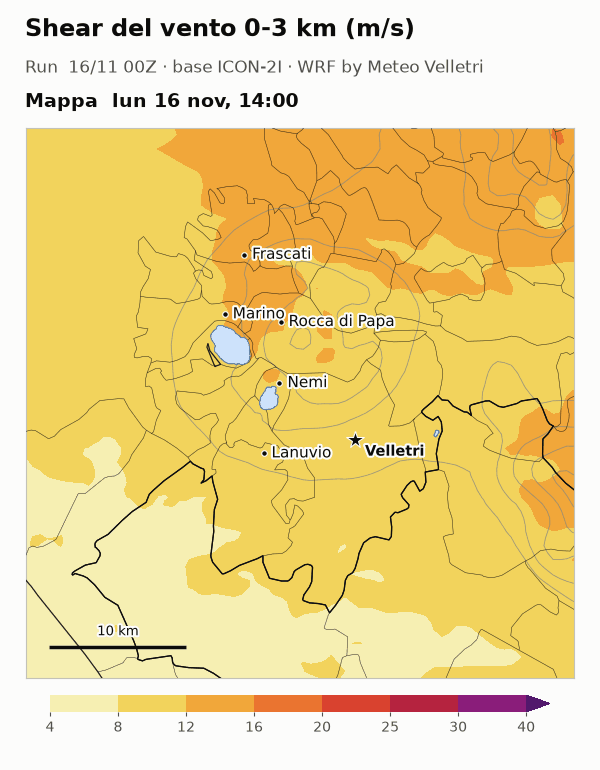 Shear del vento 0-3 km (m/s)
Run  16/11 00Z · base ICON-2I · WRF by Meteo Velletri
Mappa  lun 16 nov, 14:00
Frascati
Marino
Rocca di Papa
Nemi
Velletri
Lanuvio
10 km
4 8 12 16 20 25 30 40